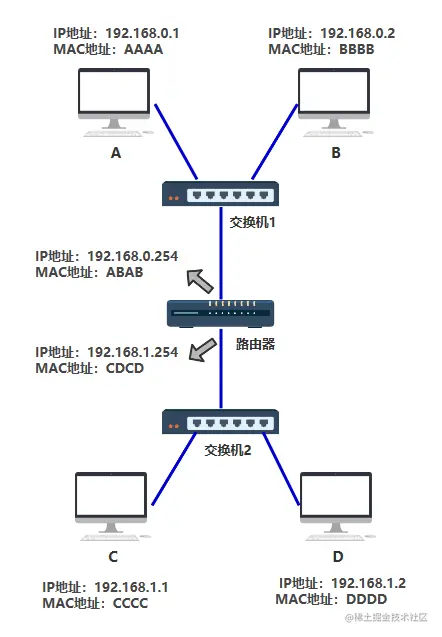 IP地址：192.168.0.1
MAC地址：AAAA
IP地址：192.168.0.2
MAC地址：BBBB
A
B
交换机1
IP地址：192.168.0.254
MAC地址：ABAB
路由器
IP地址：192.168.1.254
MAC地址：CDCD
交换机2
C
D
IP地址：192.168.1.1
MAC地址：CCCC
IP地址：192.168.1.2
MAC地址：DDDD
@稀土掘金技术社区